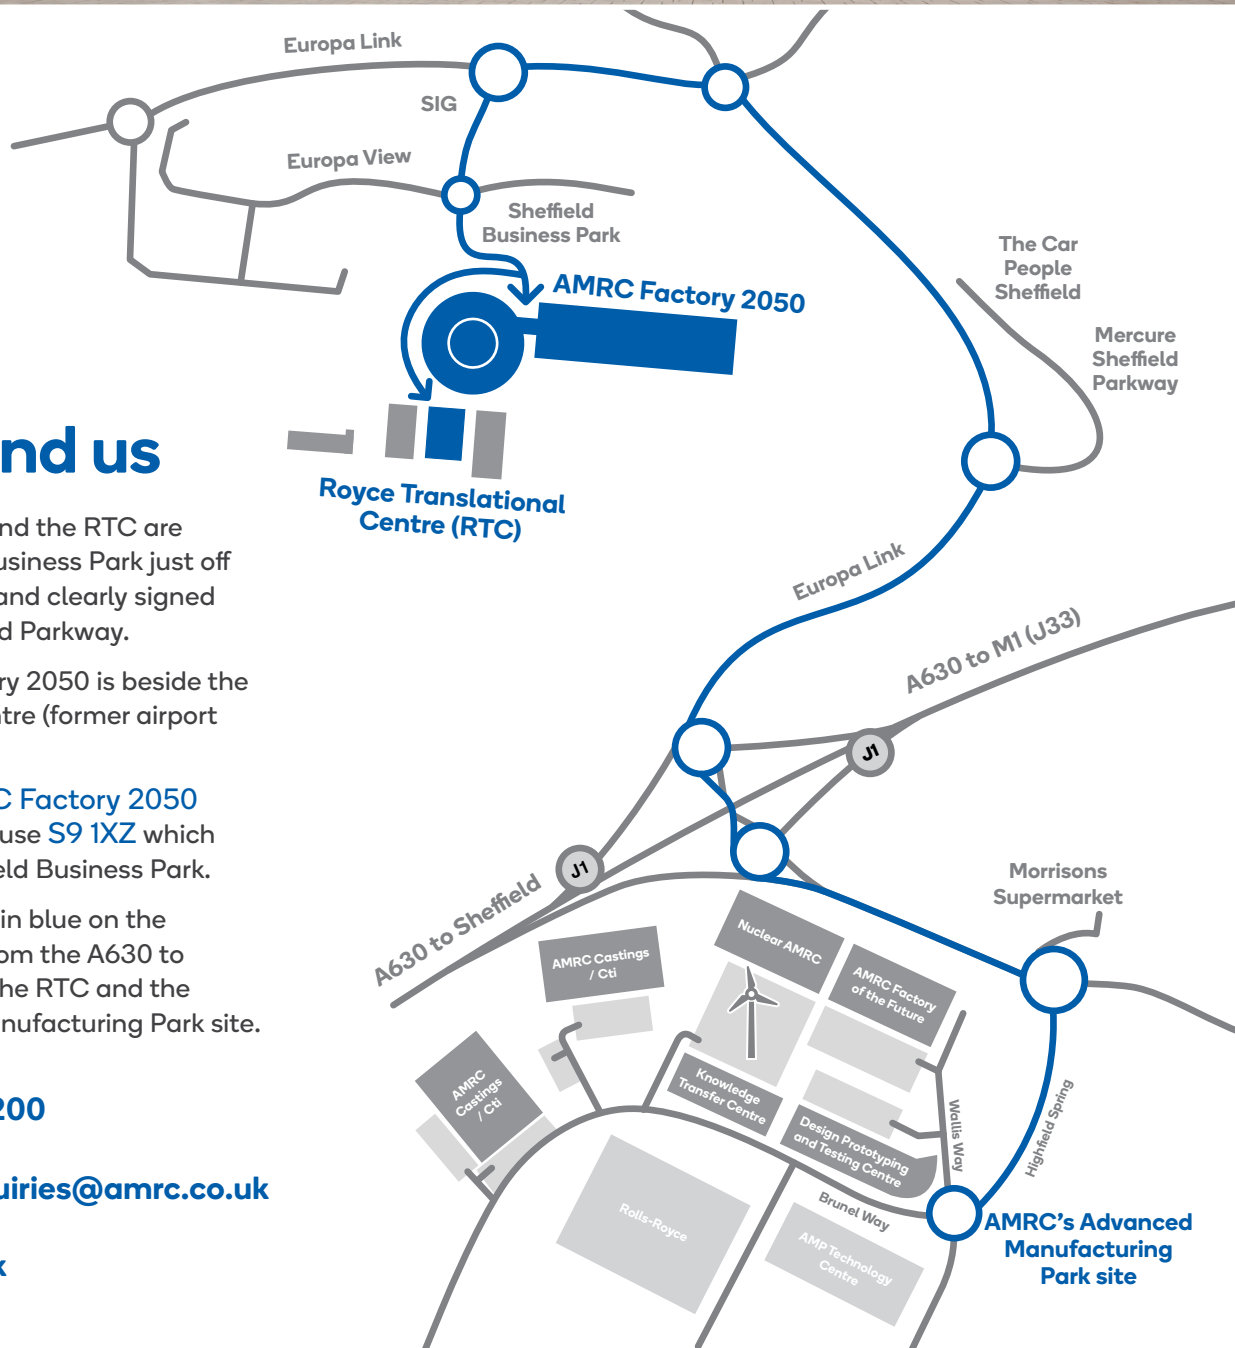 Europa Link
SIG
Europa View
Sheffield
Business Park
The Car
People
Sheffield
AMRC Factory 2050
Mercure
Sheffield
Parkway
nd us
Royce Translational
Centre (RTC)
nd the RTC are
usiness Park just off
and clearly signed
d Parkway.
ry 2050 is beside the
ntre (former airport
C Factory 2050
use S9 1XZ which
eld Business Park.
in blue on the
om the A630 to
he RTC and the
nufacturing Park site.
200
uiries@amrc.co.uk
k
Europa Link
A630 to M1 (J33)
J1
J1
A630 to Sheffield
Morrisons
Supermarket
Nuclear AMRC
AMRC Castings
/ Cti
AMRC Factory
of the Future
AMRC
Castings
/ Cti
Knowledge
Transfer Centre
Design Prototyping
and Testing Centre
Wallis Way
Highfield Spring
Brunel Way
Rolls-Royce
AMP Technology
Centre
AMRC's Advanced
Manufacturing
Park site